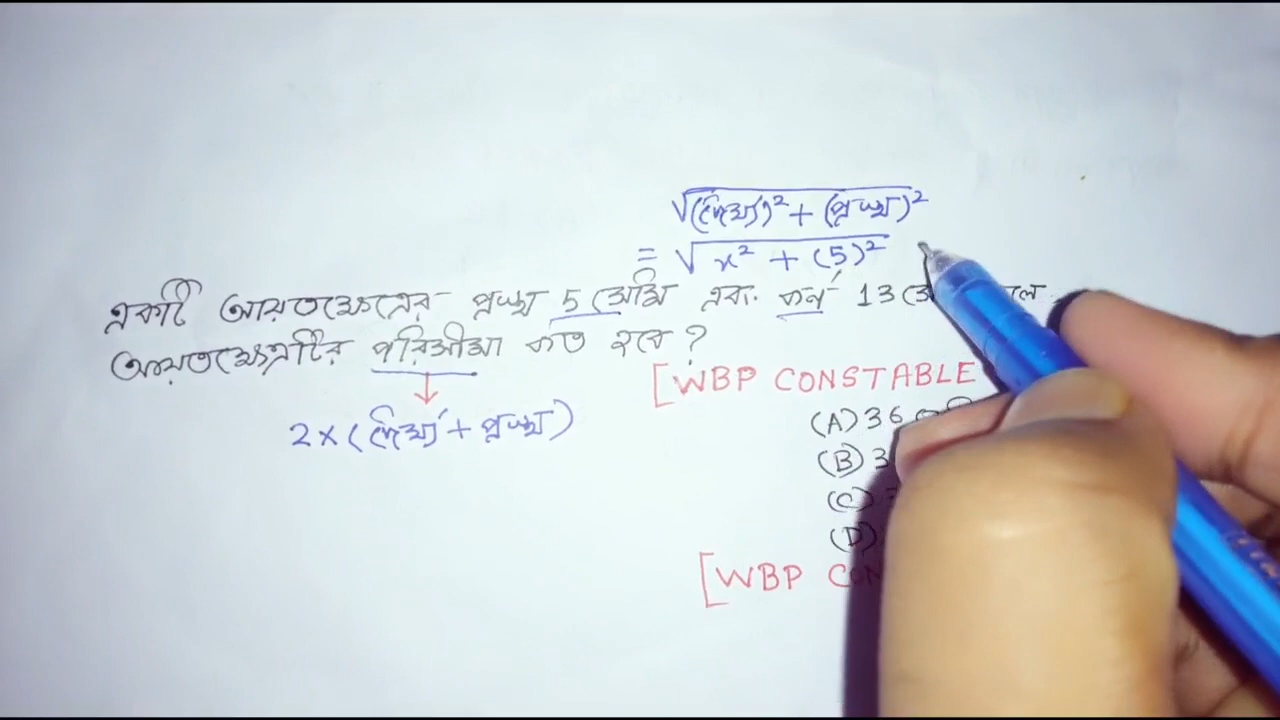 √(দৈর্ঘ্য)² + (প্রস্থ)²
= √x² + (5)²
একটি আয়তক্ষেত্রের প্রস্থ 5 সেমি এবং কর্ণ 13
আয়তক্ষেত্রটির পরিসীমা কত হবে ?
[WBP CONSTABLE
2×(দৈর্ঘ্য + প্রস্থ)
(A) 36
(B) 3
(C)
(D)
[WBP CON